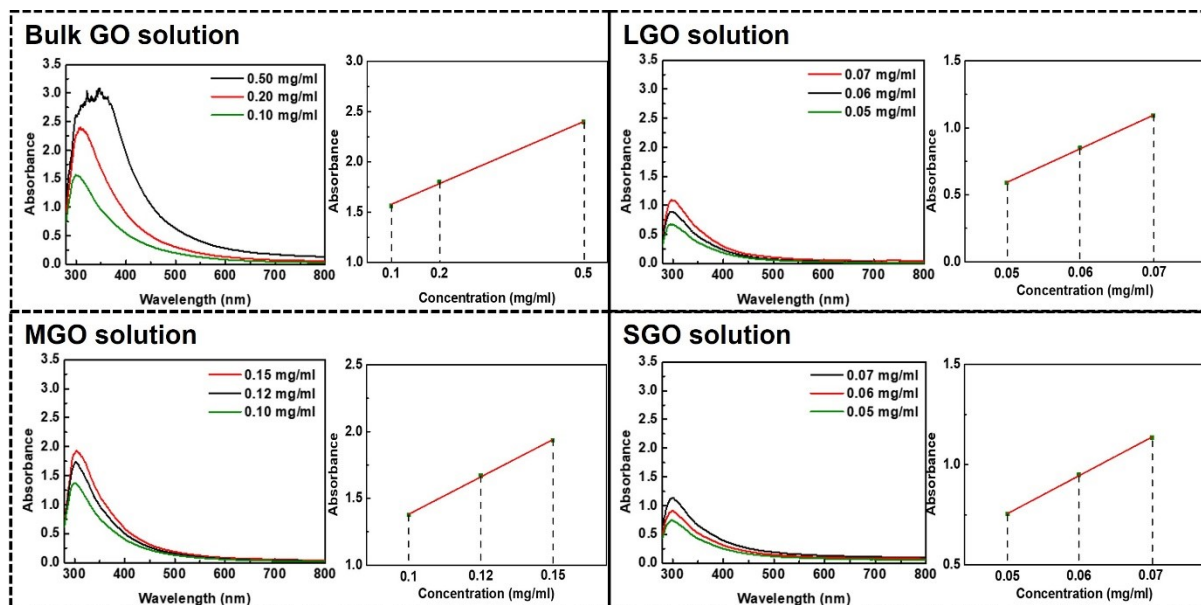 Bulk GO solution
3.5
3.0
2.5
2.0
1.5
1.0
0.5
0.0
Absorbance
0.50 mg/ml
0.20 mg/ml
0.10 mg/ml
300
400
500
600
700
800
Wavelength (nm)
3.0
2.5
2.0
1.5
1.0
Absorbance
0.1
0.2
0.5
Concentration (mg/ml)
LGO solution
3.5
3.0
2.5
2.0
1.5
1.0
0.5
0.0
Absorbance
0.07 mg/ml
0.06 mg/ml
0.05 mg/ml
300
400
500
600
700
800
Wavelength (nm)
1.5
1.0
0.5
0.0
Absorbance
0.05
0.06
0.07
Concentration (mg/ml)
MGO solution
3.5
3.0
2.5
2.0
1.5
1.0
0.5
0.0
Absorbance
0.15 mg/ml
0.12 mg/ml
0.10 mg/ml
300
400
500
600
700
800
Wavelength (nm)
2.5
2.0
1.5
1.0
Absorbance
0.1
0.12
0.15
Concentration (mg/ml)
SGO solution
3.5
3.0
2.5
2.0
1.5
1.0
0.5
0.0
Absorbance
0.07 mg/ml
0.06 mg/ml
0.05 mg/ml
300
400
500
600
700
800
Wavelength (nm)
1.5
1.0
0.5
Absorbance
0.05
0.06
0.07
Concentration (mg/ml)